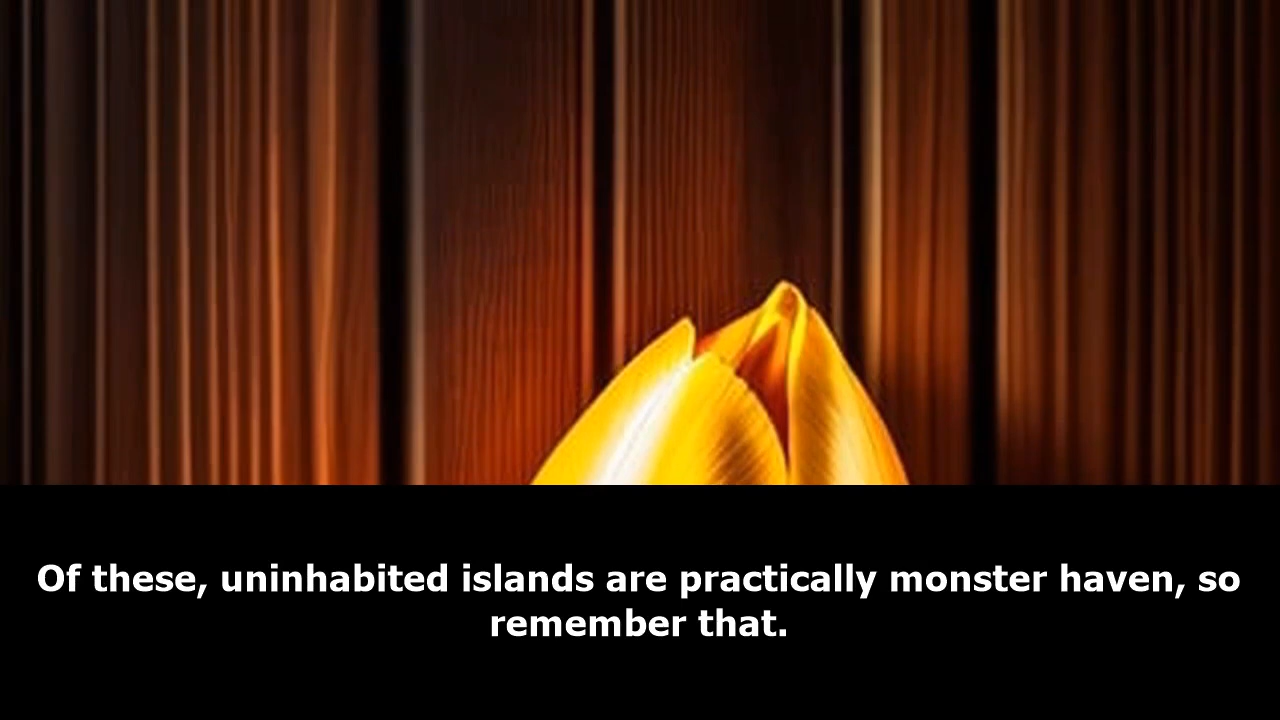 Of these, uninhabited islands are practically monster haven, so
remember that.